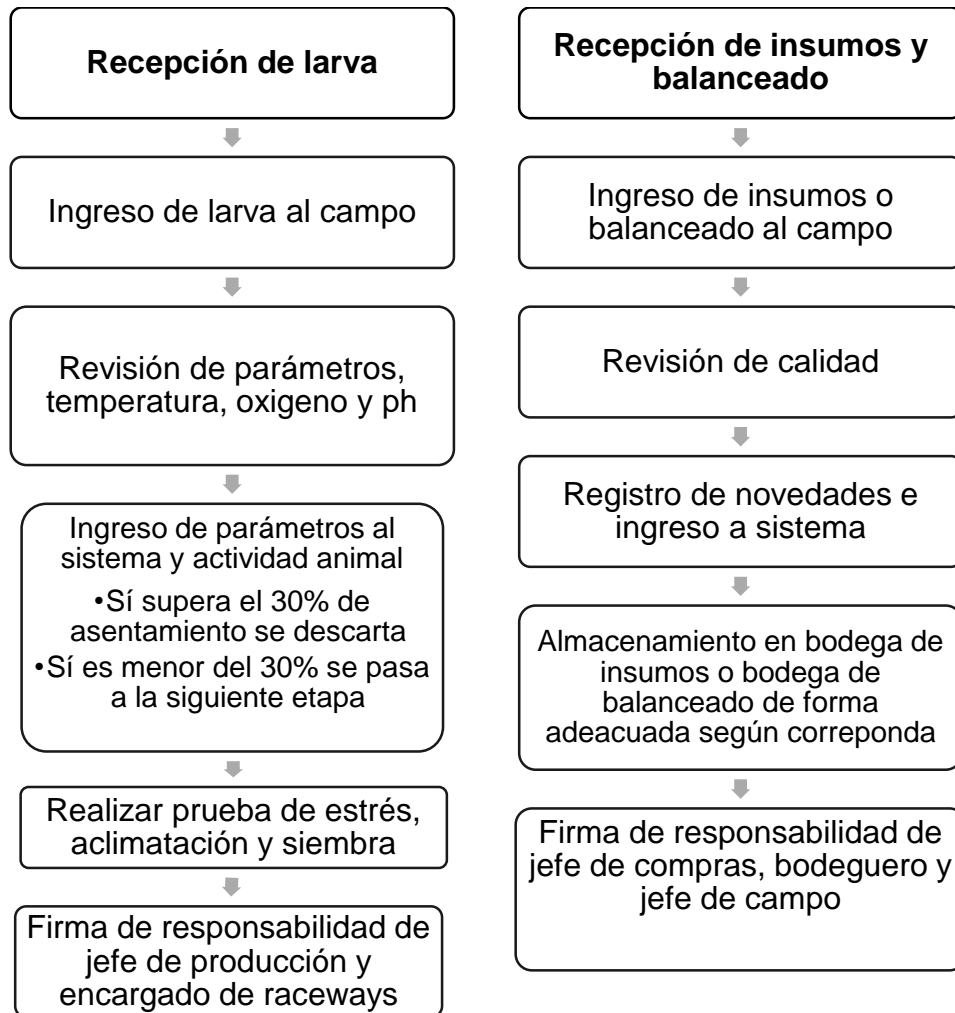 Recepción de larva
Ingreso de larva al campo
Revisión de parámetros,
temperatura, oxigeno y ph
Ingreso de parámetros al
sistema y actividad animal
•Sí supera el 30% de
asentamiento se descarta
•Sí es menor del 30% se pasa
a la siguiente etapa
Realizar prueba de estrés,
aclimatación y siembra
Firma de responsabilidad de
jefe de producción y
encargado de raceways
Recepción de insumos y
balanceado
Ingreso de insumos o
balanceado al campo
Revisión de calidad
Registro de novedades e
ingreso a sistema
Almacenamiento en bodega de
insumos o bodega de
balanceado de forma
adeacuada según correponda
Firma de responsabilidad de
jefe de compras, bodeguero y
jefe de campo